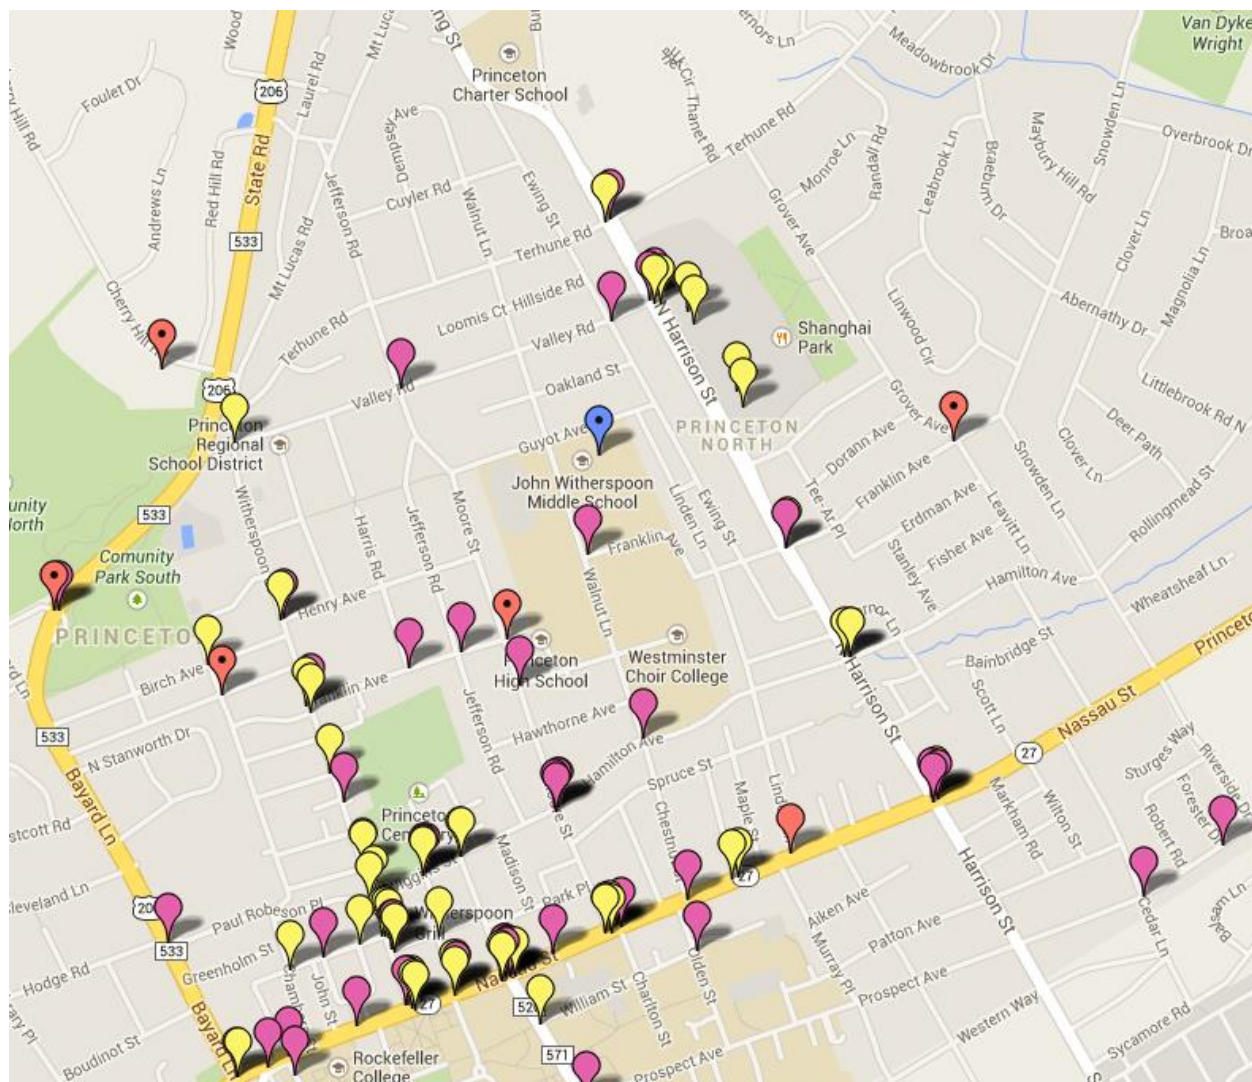 Van Dyke
Wright
Foulet Dr
206
Laurel Rd
Princeton
Charter School
Meadowbrook Dr
Thanet Rd
Terhune Rd
Snowden Ln
Overbrook Dr
Red Hill Rd
State Rd
Andrews Ln
Cuyler Rd
Ewing St
Monroe Ln
Leabrook Ln
Braeburn Dr
Maybury Hill Rd
Jefferson Rd
Walnut Ln
Grover Ave
Clover Ln
533
Mt Lucas Rd
Terhune Rd
Magnolia Ln
Cherry Hill
Loomis Ct
Hillside Rd
N Harrison St
Linwood Cir
Abernathy Dr
Shanghai
Park
Terhune Rd
Valley Rd
206
Oakland St
Littlebrook Rd N
Valley Rd
Grover Ave
Regional
School District
Guyot Ave
PRINCETON
NORTH
Dorann Ave
Deer Path
Clover Ln
John Witherspoon
Middle School
Franklin Ave
Snowden Ln
533
Witherspoon
Harris Rd
Jefferson Rd
Moore St
Linden Ln
Ewing St
Tee-Ar Pl
Erdman Ave
Leavitt Ln
Rollingmead St
Comunity
Park South
Franklin Ave
Fisher Ave
Stanley Ave
Hamilton Ave
Wheatsheaf Ln
Henry Ave
Walnut Ln
PRINCETO
High School
Westminster
Choir College
Bainbridge St
Birch Ave
N Harrison St
Scott Ln
Nassau St
Princeto
Hawthorne Ave
Jefferson Rd
N Stanworth Dr
533
Hamilton Ave
27
Sturges Way
Riverside Dr
Bayard Ln
Spruce St
Maple St
Markham Rd
Wilton St
Forester Dr
Robert Rd
Madison St
Harrison St
27
Park Pl
Paul Robeson Pl
Aiken Ave
533
Patton Ave
Cedar Ln
Greenholm St
Hodge Rd
Olden St
Murray Pl
John St
Nassau St
27
William St
Charlton St
Prospect Ave
Western Way
Bayard Ln
Boudinot St
571
Sycamore Rd
Rockefeller
College
Prospect Ave